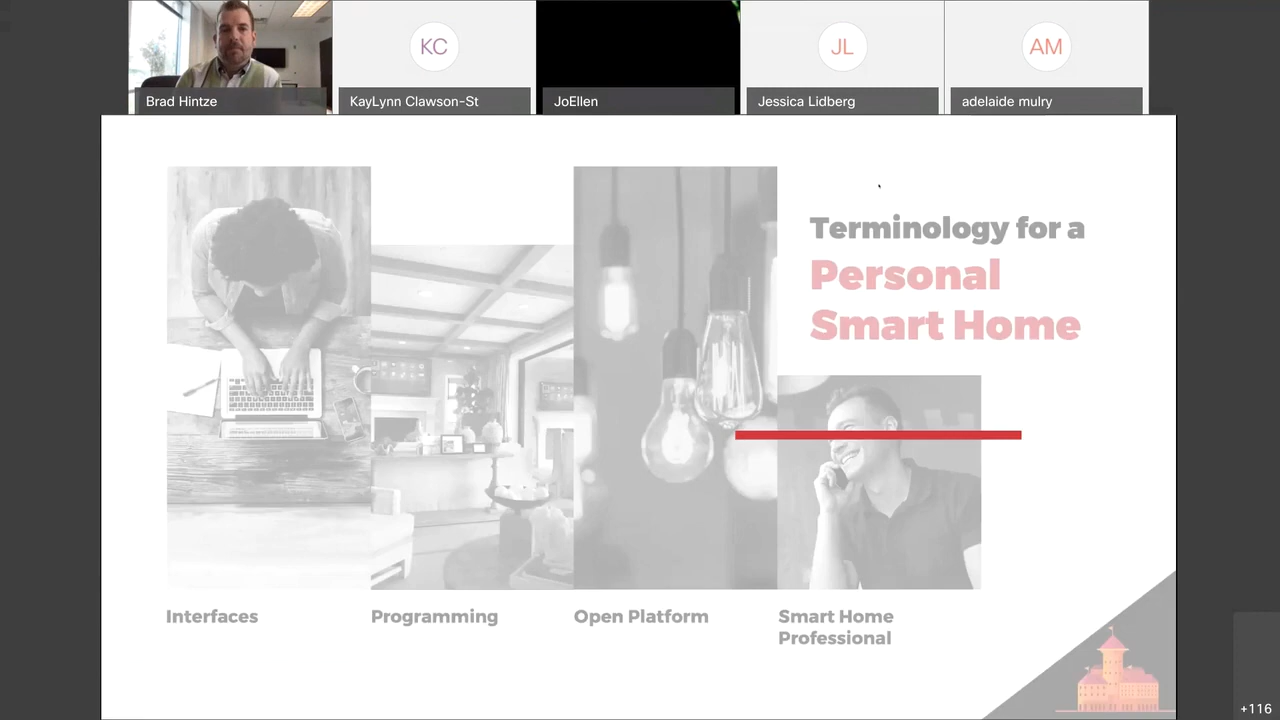 KC
JL
AM
Brad Hintze
KayLynn Clawson-St
JoEllen
Jessica Lidberg
adelaide mulry
Terminology for a
Personal
Smart Home
Interfaces
Programming
Open Platform
Smart Home
Professional
+116